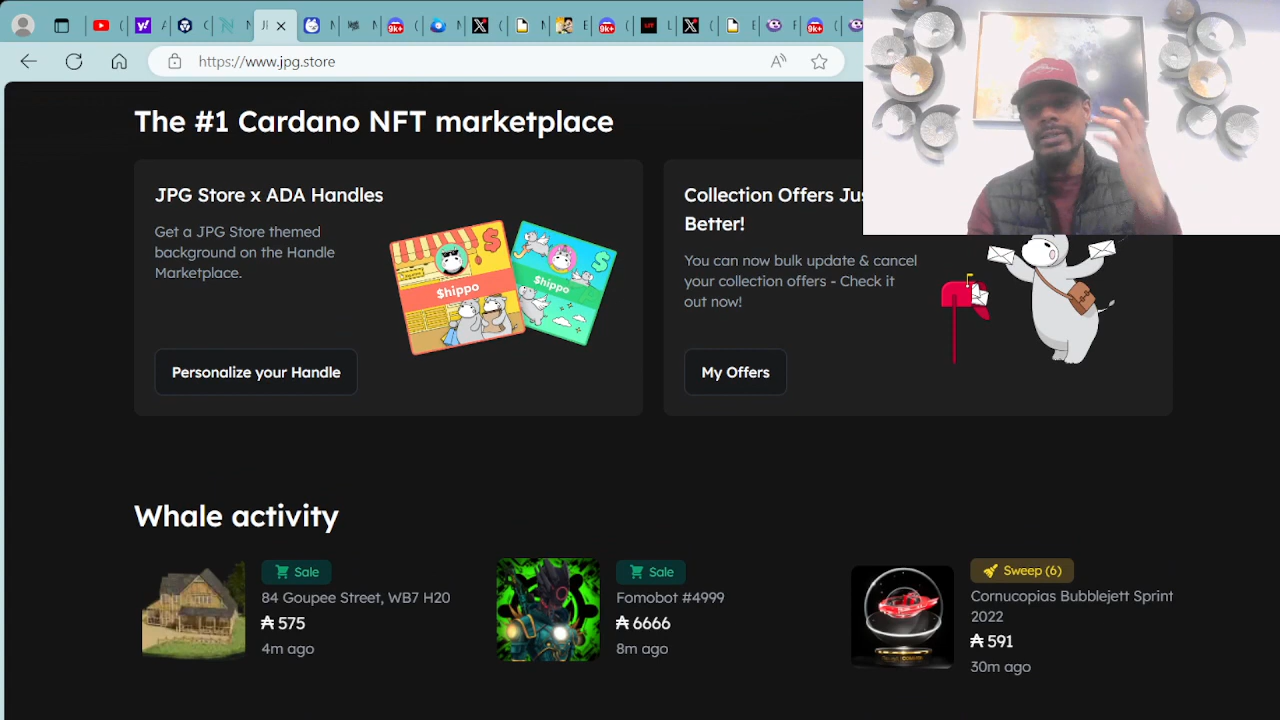 https://www.jpg.store
The #1 Cardano NFT marketplace
JPG Store x ADA Handles
Get a JPG Store themed
background on the Handle
Marketplace.
$hippo
$hippo
Personalize your Handle
Collection Offers Jus
Better!
You can now bulk update & cancel
your collection offers - Check it
out now!
My Offers
Whale activity
Sale
84 Goupee Street, WB7 H20
₳ 575
4m ago
Sale
Fomobot #4999
₳ 6666
8m ago
Sweep (6)
Cornucopias Bubblejett Sprint
2022
₳ 591
30m ago